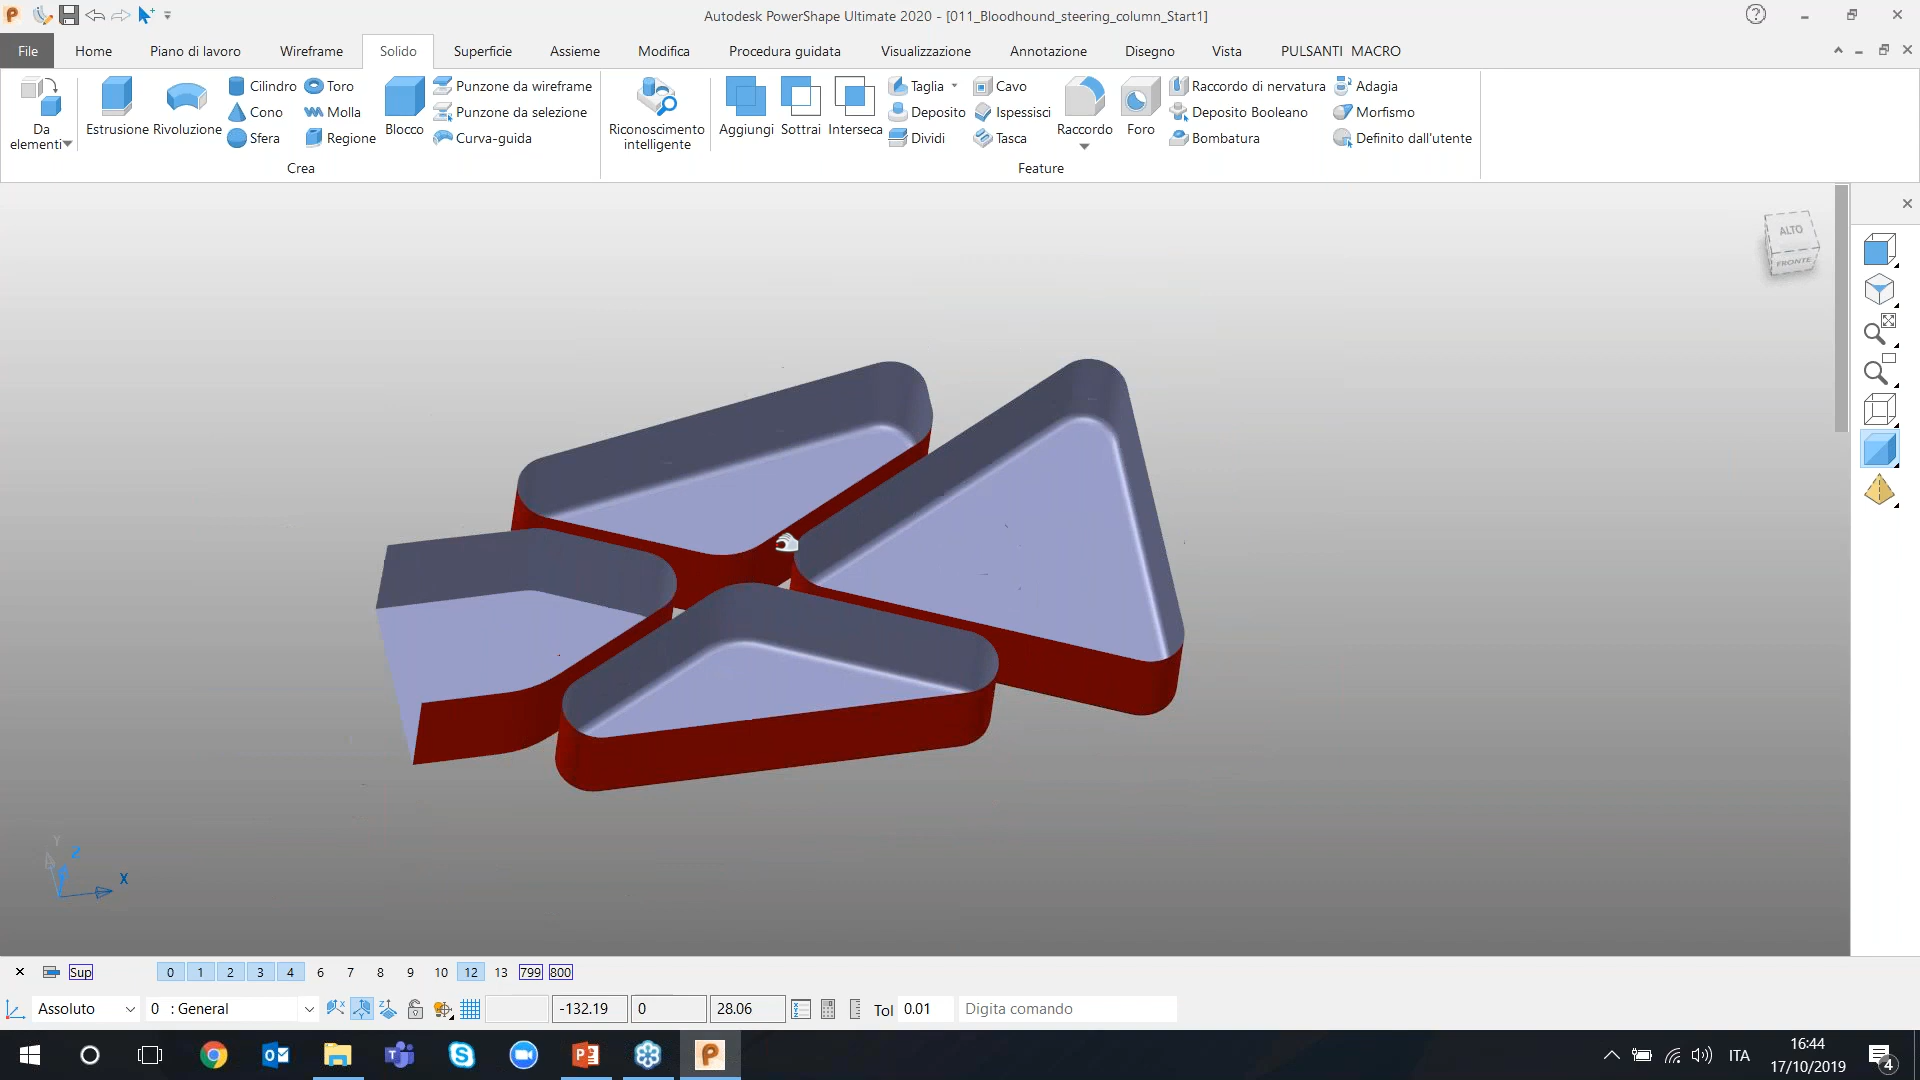 Autodesk PowerShape Ultimate 2020 - [011_Bloodhound_steering_column_Start1]
File Home Piano di lavoro Wireframe Solido Superficie Assieme Modifica Procedura guidata Visualizzazione Annotazione Disegno Vista PULSANTI MACRO
Da elementi
Estrusione
Rivoluzione
Cilindro
Cono
Sfera
Toro
Molla
Regione
Blocco
Punzone da wireframe
Punzone da selezione
Curva-guida
Crea
Riconoscimento
intelligente
Aggiungi
Sottrai
Interseca
Taglia
Deposito
Dividi
Cavo
Ispessisci
Tasca
Raccordo
Foro
Raccordo di nervatura
Deposito Booleano
Bombatura
Adagia
Morfismo
Definito dall'utente
Feature
ALTO
FRONTE
Y
Z
X
Sup 0 1 2 3 4 6 7 8 9 10 12 13 799 800
Assoluto 0 : General -132.19 0 28.06 Tol 0.01 Digita comando
ITA
16:44
17/10/2019
4